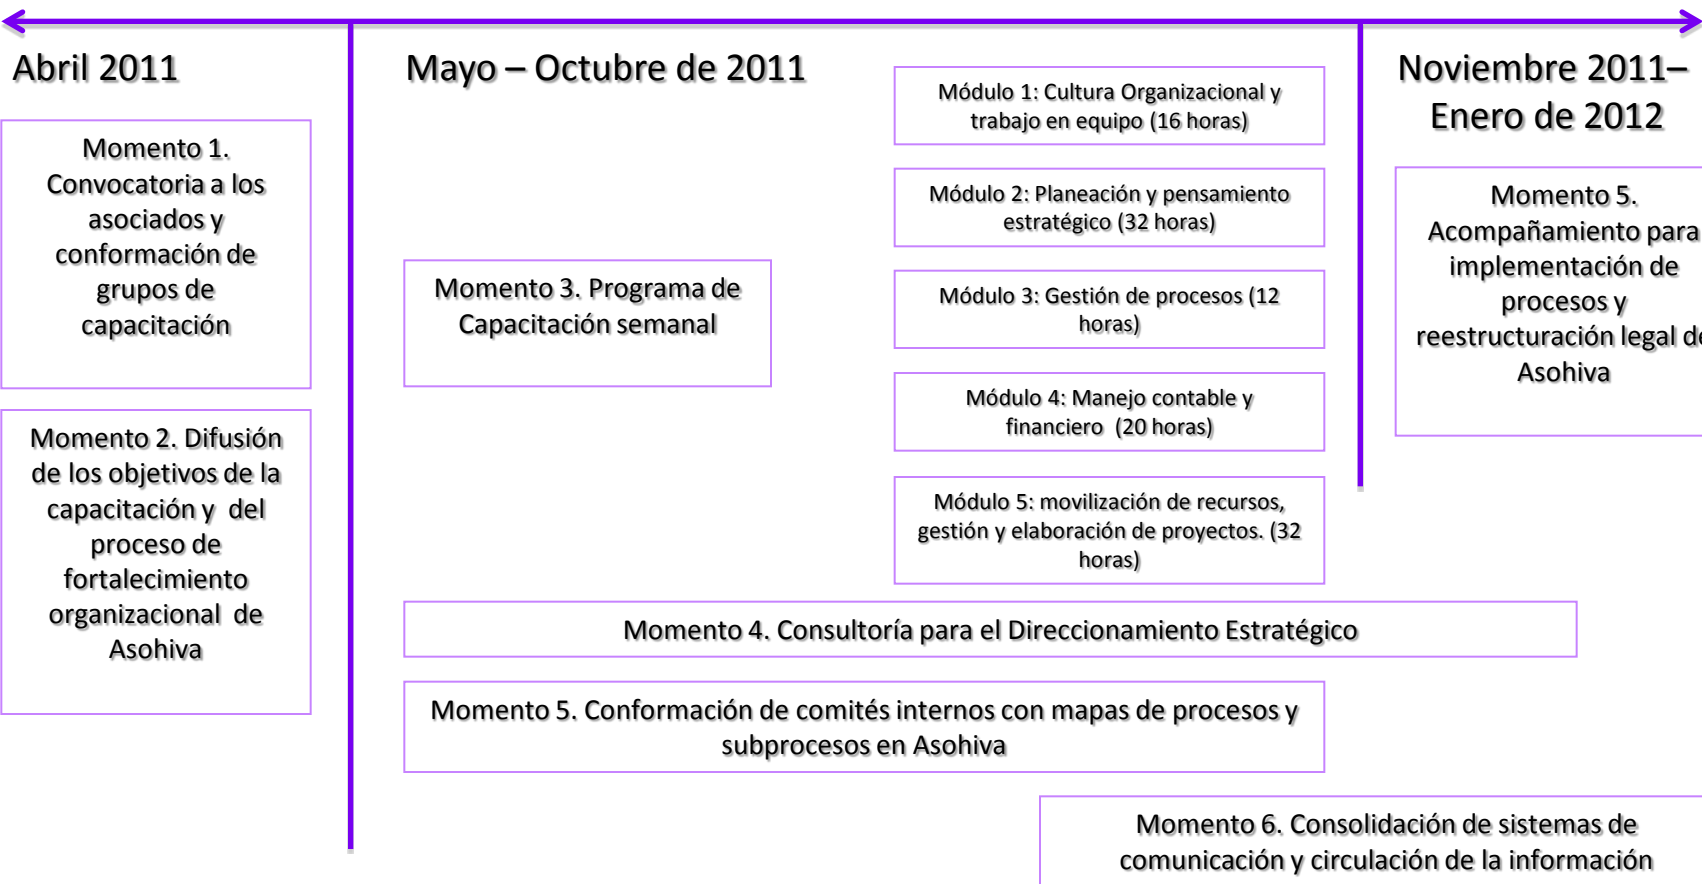 Abril 2011
Momento 1.
Convocatoria a los
asociados y
conformación de
grupos de
capacitación
Momento 2. Difusión
de los objetivos de la
capacitación y del
proceso de
fortalecimiento
organizacional de
Asohiva
Mayo – Octubre de 2011
Momento 3. Programa de
Capacitación semanal
Módulo 1: Cultura Organizacional y
trabajo en equipo (16 horas)
Módulo 2: Planeación y pensamiento
estratégico (32 horas)
Módulo 3: Gestión de procesos (12
horas)
Módulo 4: Manejo contable y
financiero (20 horas)
Módulo 5: movilización de recursos,
gestión y elaboración de proyectos. (32
horas)
Momento 4. Consultoría para el Direccionamiento Estratégico
Momento 5. Conformación de comités internos con mapas de procesos y
subprocesos en Asohiva
Noviembre 2011–
Enero de 2012
Momento 5.
Acompañamiento para
implementación de
procesos y
reestructuración legal de
Asohiva
Momento 6. Consolidación de sistemas de
comunicación y circulación de la información